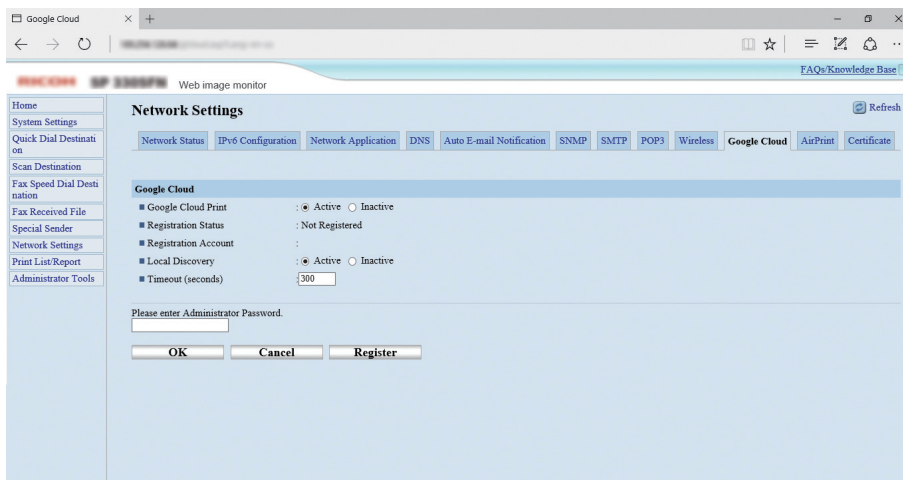 Google Cloud
FAQs/Knowledge Base
Web image monitor
Home
System Settings
Quick Dial Destinati
on
Scan Destination
Fax Speed Dial Desti
nation
Fax Received File
Special Sender
Network Settings
Print List/Report
Administrator Tools
Network Settings
Refresh
Network Status IPv6 Configuration Network Application DNS Auto E-mail Notification SNMP SMTP POP3 Wireless Google Cloud AirPrint Certificate
Google Cloud
Google Cloud Print : Active Inactive
Registration Status : Not Registered
Registration Account :
Local Discovery : Active Inactive
Timeout (seconds) : 300
Please enter Administrator Password.
OK Cancel Register